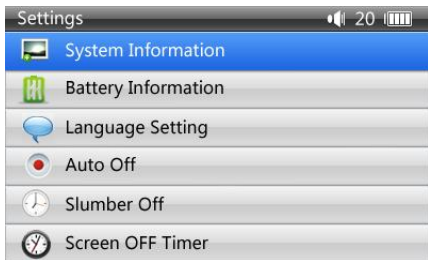 Settings 20
System Information
Battery Information
Language Setting
Auto Off
Slumber Off
Screen OFF Timer